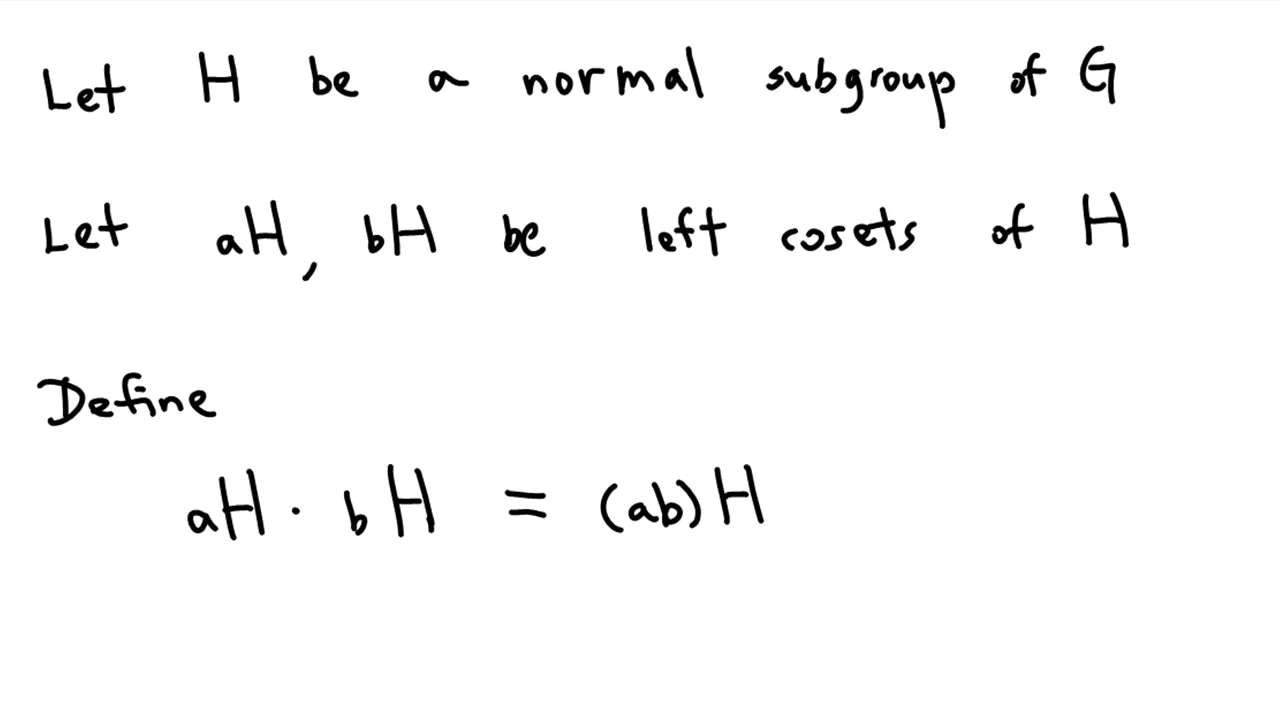 Let H be a normal subgroup of G
Let aH, bH be left cosets of H
Define
aH · bH = (ab)H